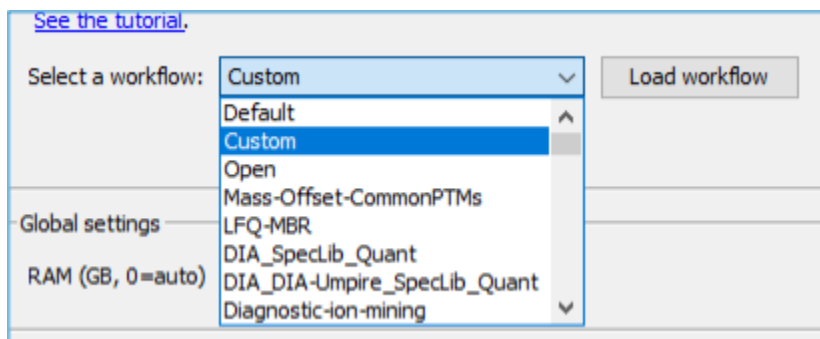 See the tutorial.
Select a workflow: Custom Load workflow
Default
Custom
Open
Mass-Offset-CommonPTMs
Global settings LFQ-MBR
DIA_SpecLib_Quant
RAM (GB, 0=auto) DIA_DIA-Umpire_SpecLib_Quant
Diagnostic-ion-mining